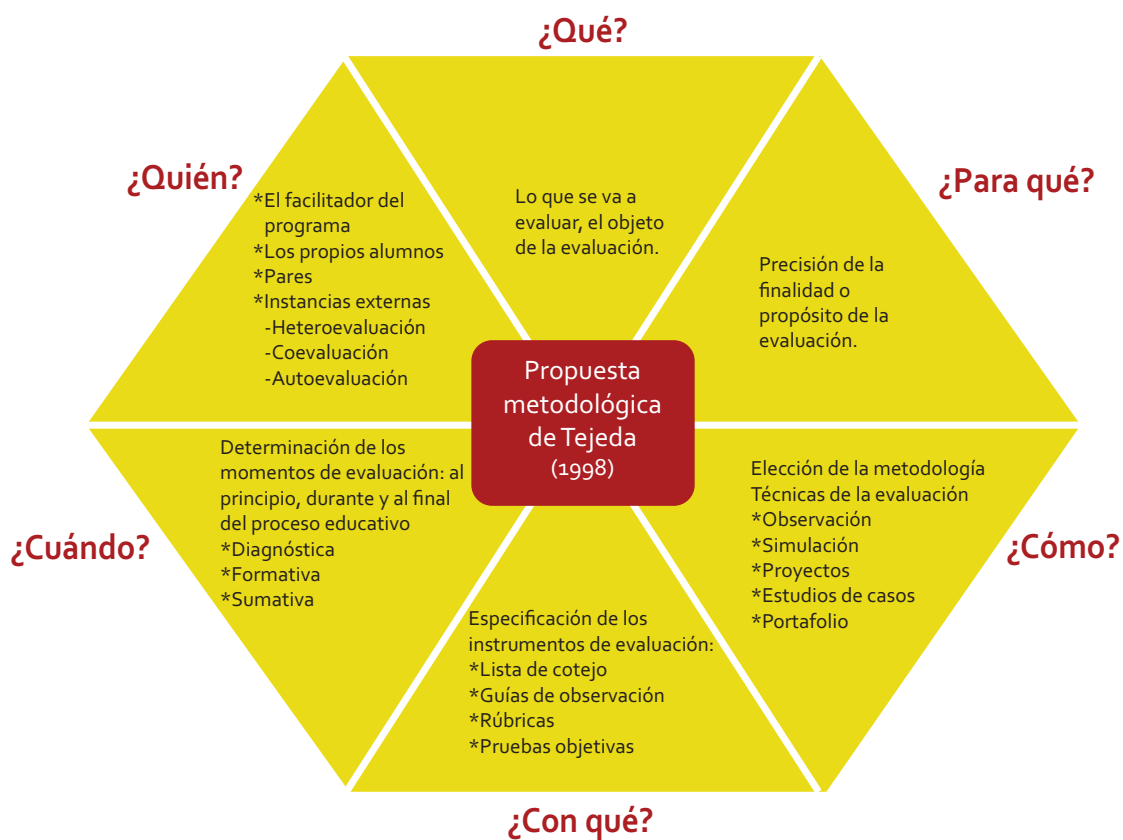 ¿Qué?
Lo que se va a
evaluar, el objeto
de la evaluación.
¿Para qué?
Precisión de la
finalidad o
propósito de la
evaluación.
¿Cómo?
Elección de la metodología
Técnicas de la evaluación
*Observación
*Simulación
*Proyectos
*Estudios de casos
*Portafolio
¿Con qué?
Especificación de los
instrumentos de evaluación:
*Lista de cotejo
*Guías de observación
*Rúbricas
*Pruebas objetivas
¿Cuándo?
Determinación de los
momentos de evaluación: al
principio, durante y al final
del proceso educativo
*Diagnóstica
*Formativa
*Sumativa
¿Quién?
*El facilitador del
programa
*Los propios alumnos
*Pares
*Instancias externas
-Heteroevaluación
-Coevaluación
-Autoevaluación
Propuesta
metodológica
de Tejeda
(1998)